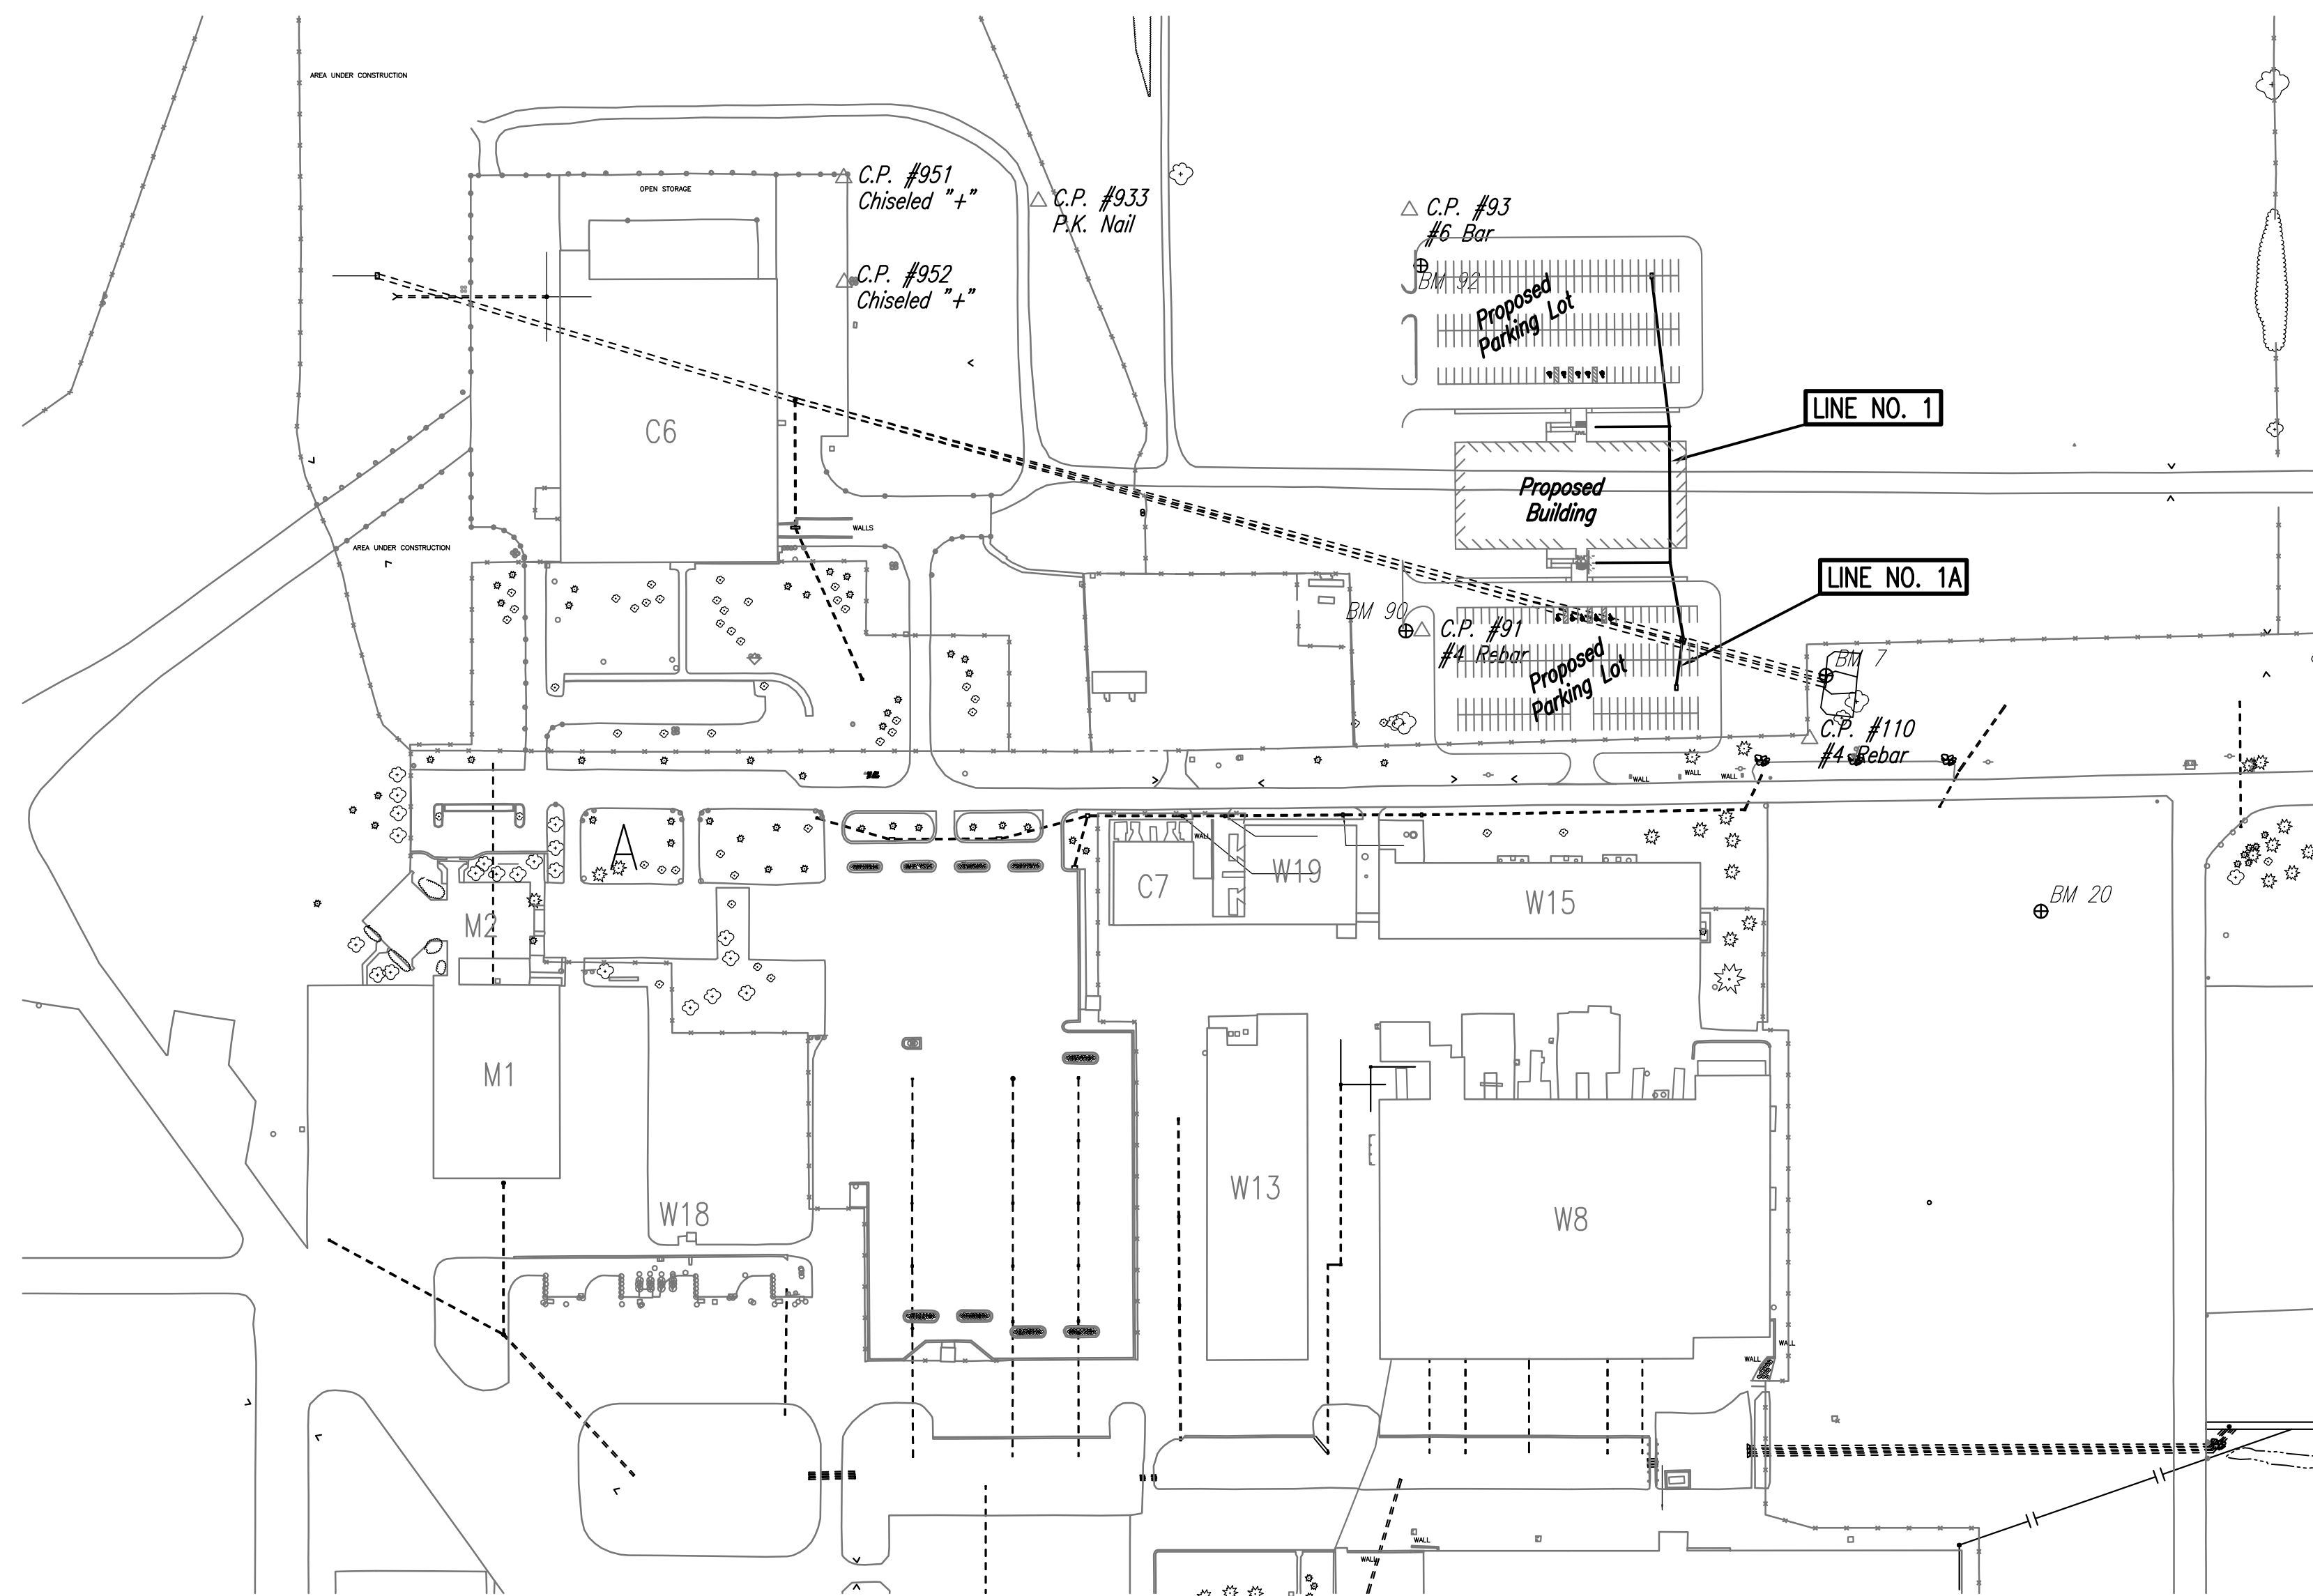 AREA UNDER CONSTRUCTION
C.P. #951
Chiseled "+"
OPEN STORAGE
C.P. #933
P.K. Nail
C.P. #93
#6 Bar
BM 92
C.P. #952
Chiseled "+"
Proposed
Parking Lot
LINE NO. 1
C6
Proposed
Building
WALLS
AREA UNDER CONSTRUCTION
LINE NO. 1A
BM 90
C.P. #91
#4 Rebar
Proposed
Parking Lot
BM 7
C.P. #110
#4 Rebar
WALL
WALL
WALL
A
WALL
C7
W19
W15
BM 20
M2
M1
W13
W18
W8
WALL
WALL
WALL
WALL